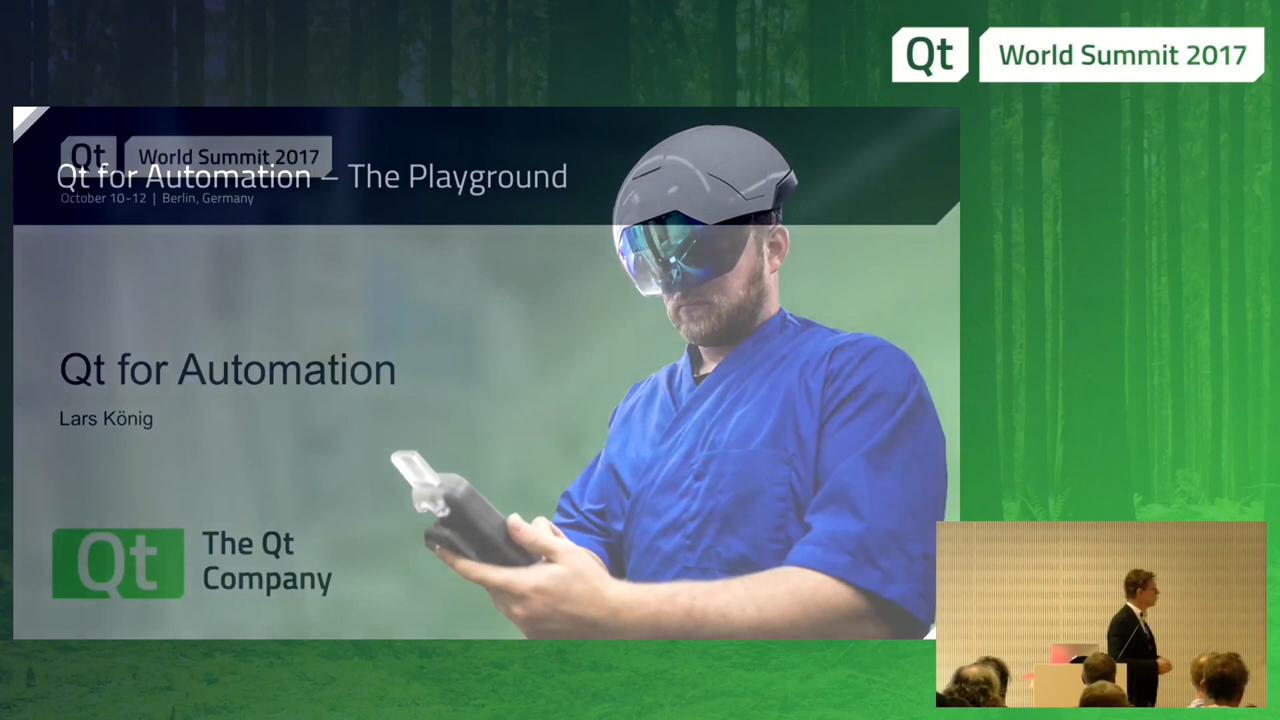 Qt World Summit 2017
Qt World Summit 2017
Qt for Automation – The Playground
October 10-12 | Berlin, Germany
Qt for Automation
Lars König
Qt The Qt
Company